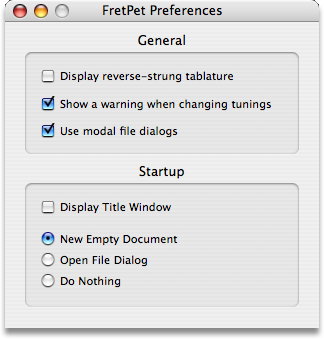 FretPet Preferences
General
Display reverse-strung tablature
Show a warning when changing tunings
Use modal file dialogs
Startup
Display Title Window
New Empty Document
Open File Dialog
Do Nothing